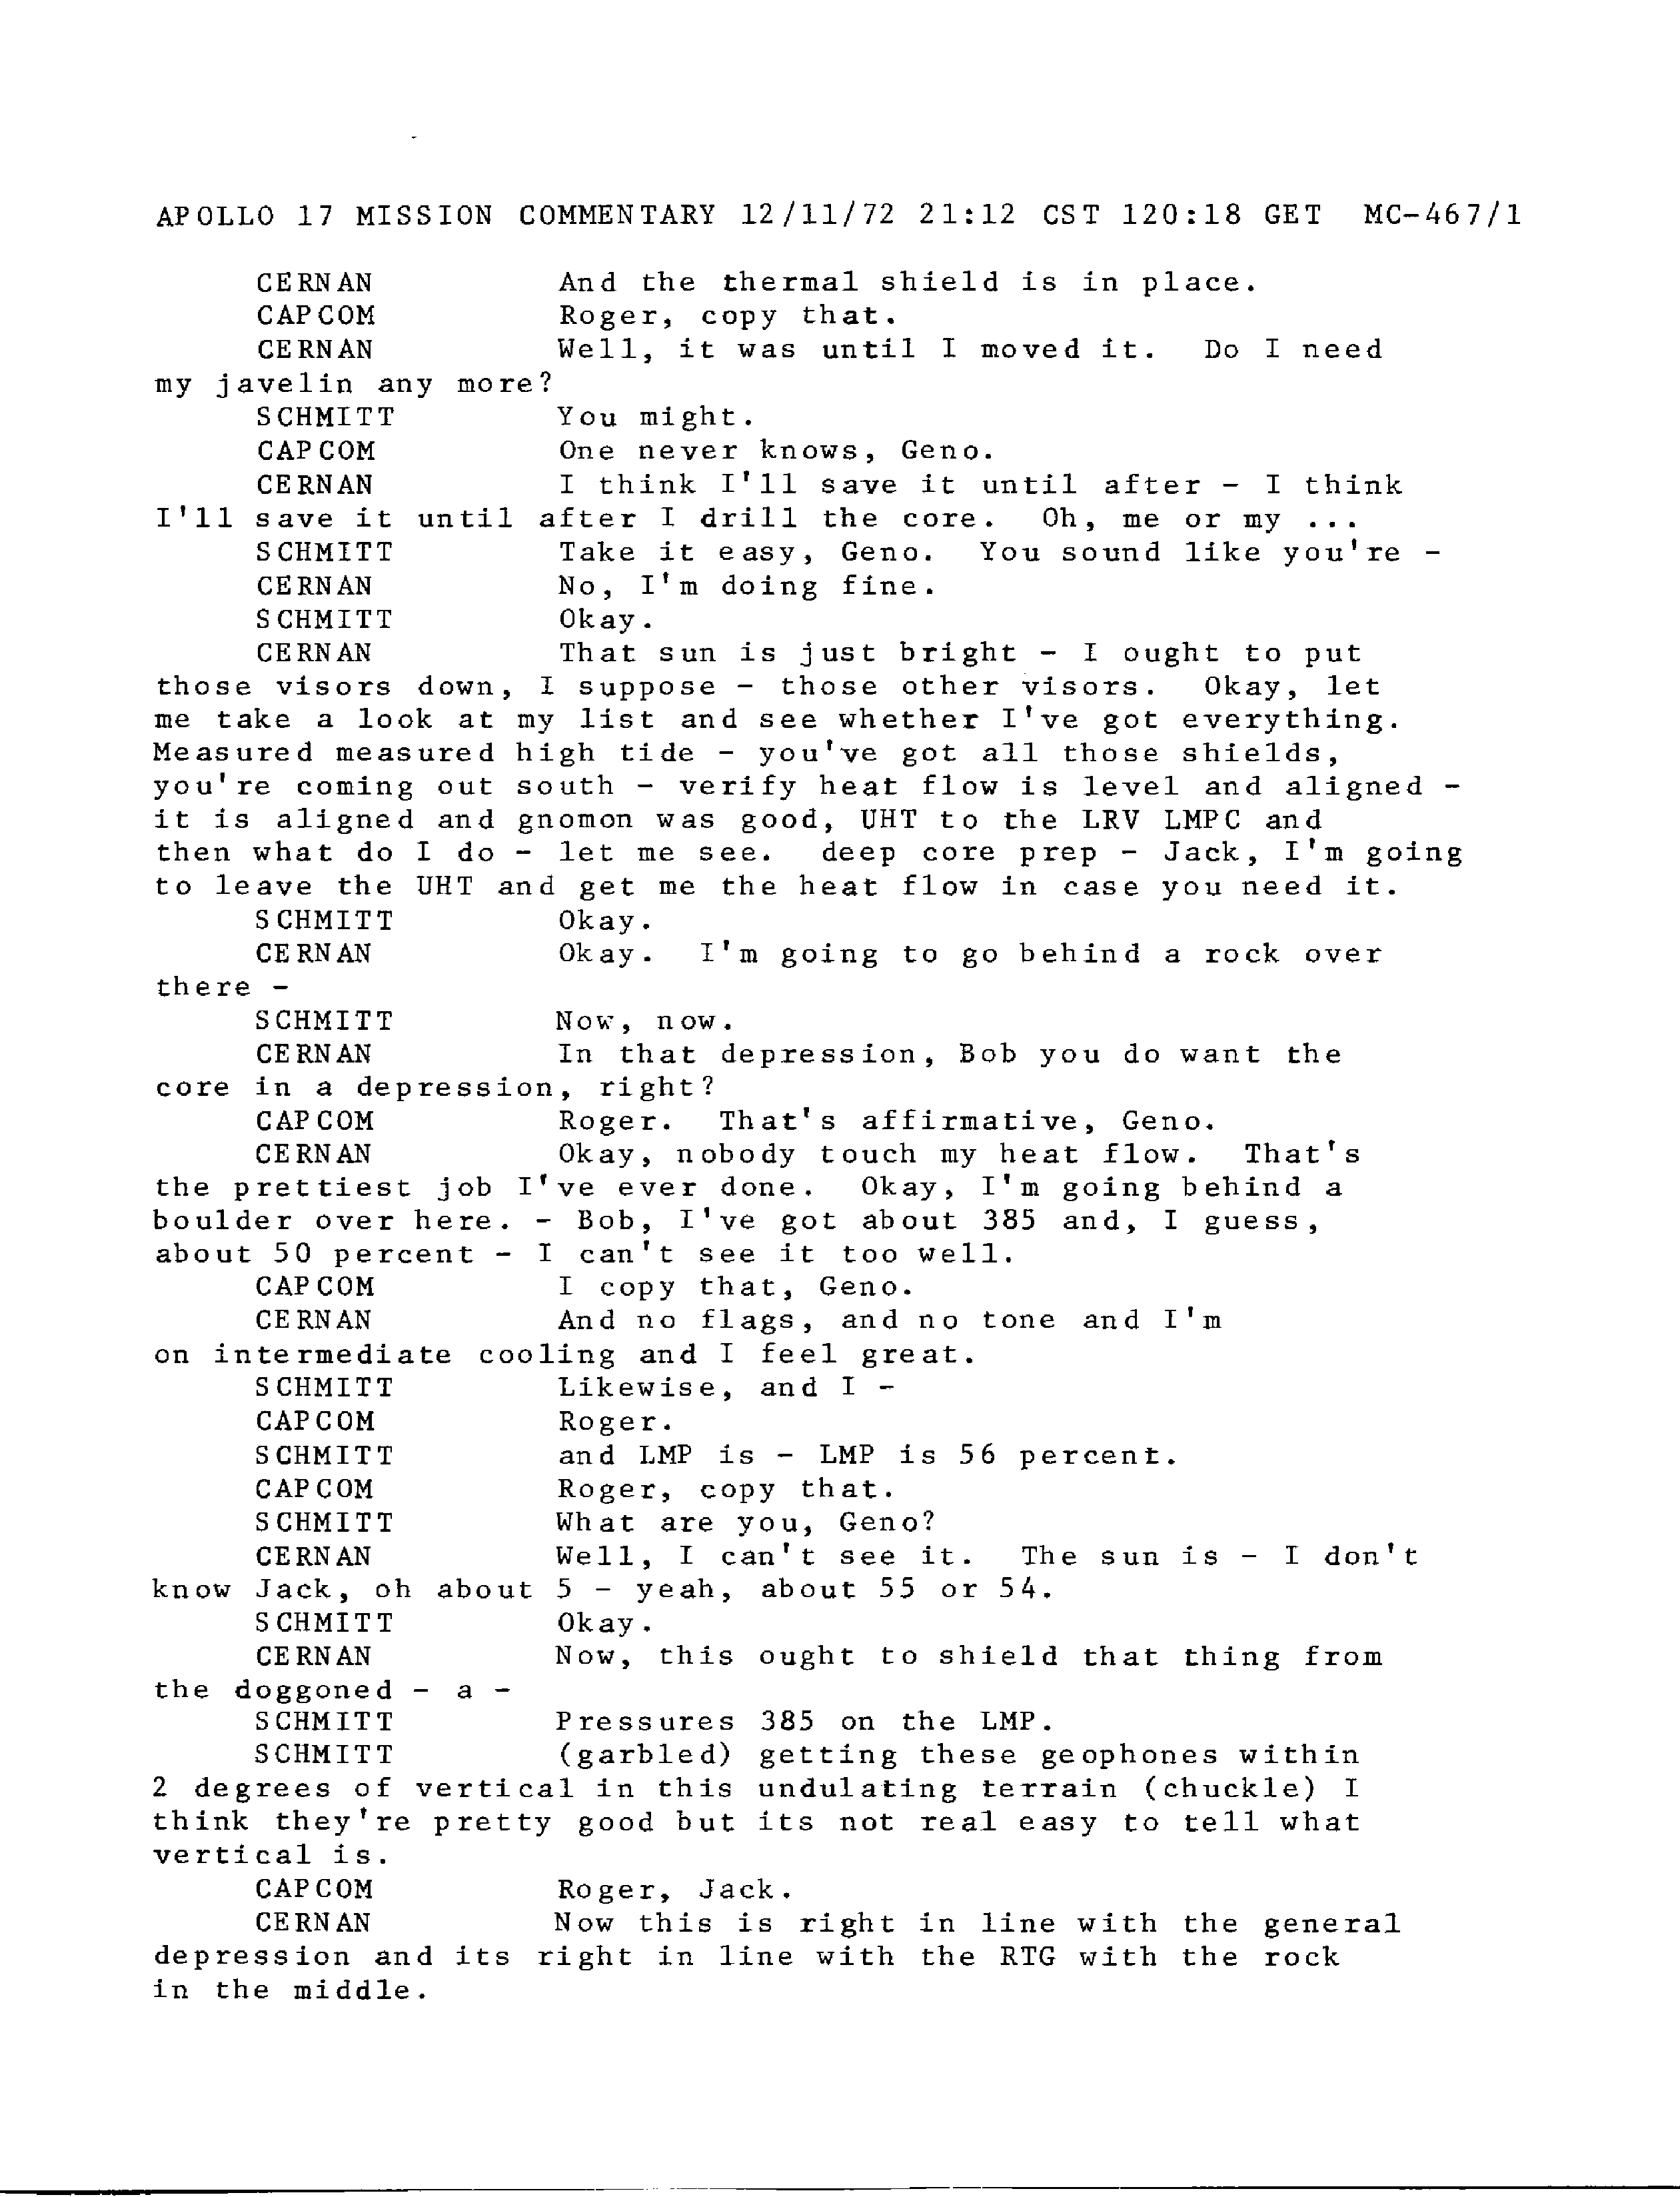 APOLLO 17 MISSION COMMENTARY 12/11/72 21:12 CST 120:18 GET MC-467/1
CERNAN And the thermal shield is in place.
CAPCOM Roger, copy that.
CERNAN Well, it was until I moved it. Do I need
my javelin any more?
SCHMITT You might.
CAPCOM One never knows, Geno.
CERNAN I think I'll save it until after - I think
I'll save it until after I drill the core. Oh, me or my ...
SCHMITT Take it easy, Geno. You sound like you're -
CERNAN No, I'm doing fine.
SCHMITT Okay.
CERNAN That sun is just bright - I ought to put
those visors down, I suppose - those other visors. Okay, let
me take a look at my list and see whether I've got everything.
Measured measured high tide - you've got all those shields,
you're coming out south - verify heat flow is level and aligned -
it is aligned and gnomon was good, UHT to the LRV LMPC and
then what do I do - let me see. deep core prep - Jack, I'm going
to leave the UHT and get me the heat flow in case you need it.
SCHMITT Okay.
CERNAN Okay. I'm going to go behind a rock over
there -
SCHMITT Now, now.
CERNAN In that depression, Bob you do want the
core in a depression, right?
CAPCOM Roger. That's affirmative, Geno.
CERNAN Okay, nobody touch my heat flow. That's
the prettiest job I've ever done. Okay, I'm going behind a
boulder over here. - Bob, I've got about 385 and, I guess,
about 50 percent - I can't see it too well.
CAPCOM I copy that, Geno.
CERNAN And no flags, and no tone and I'm
on intermediate cooling and I feel great.
SCHMITT Likewise, and I -
CAPCOM Roger.
SCHMITT and LMP is - LMP is 56 percent.
CAPCOM Roger, copy that.
SCHMITT What are you, Geno?
CERNAN Well, I can't see it. The sun is - I don't
know Jack, oh about 5 - yeah, about 55 or 54.
SCHMITT Okay.
CERNAN Now, this ought to shield that thing from
the doggoned - a -
SCHMITT Pressures 385 on the LMP.
SCHMITT (garbled) getting these geophones within
2 degrees of vertical in this undulating terrain (chuckle) I
think they're pretty good but its not real easy to tell what
vertical is.
CAPCOM Roger, Jack.
CERNAN Now this is right in line with the general
depression and its right in line with the RTG with the rock
in the middle.